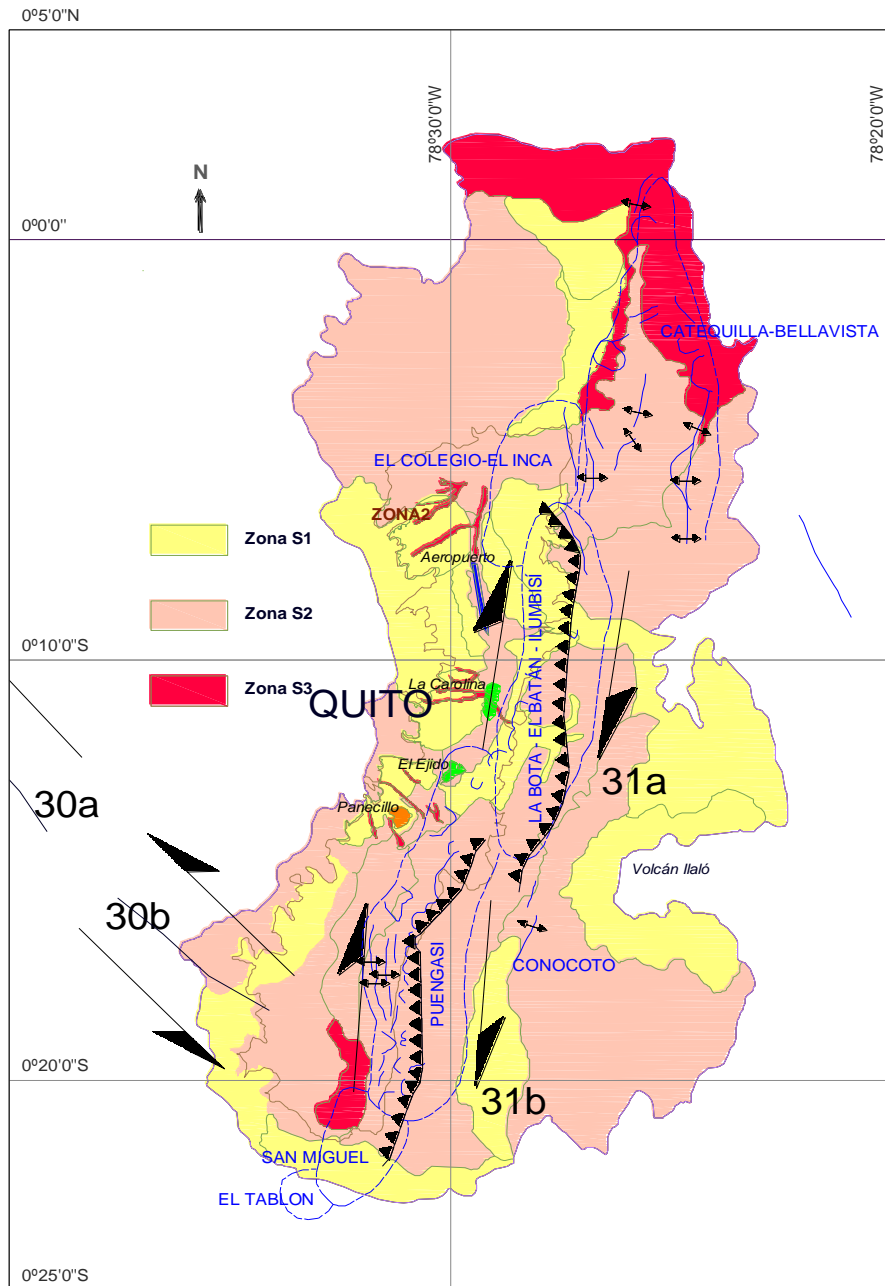 0º5'0"N
78º30'0"W
78º20'0"W
N
0º0'0"
CATEQUILLA-BELLAVISTA
EL COLEGIO-EL INCA
ZONA2
Zona S1
Aeropuerto
Zona S2
0º10'0"S
LA BOTA - EL BATÁN - ILUMBISÍ
La Carolina
Zona S3
QUITO
El Ejido
31a
30a
Panecillo
Volcán Ilaló
30b
CONOCOTO
PUENGASI
0º20'0"S
31b
SAN MIGUEL
EL TABLON
0º25'0"S